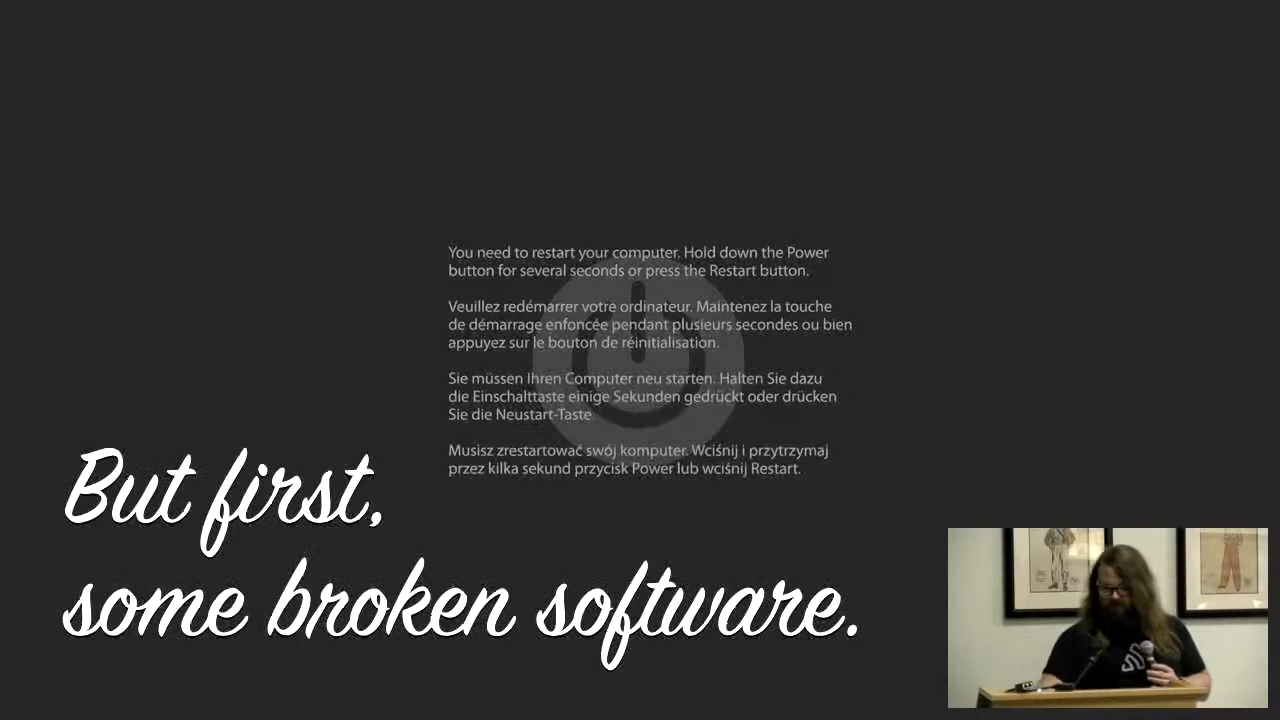 You need to restart your computer. Hold down the Power
button for several seconds or press the Restart button.
Veuillez redémarrer votre ordinateur. Maintenez la touche
de démarrage enfoncée pendant plusieurs secondes ou bien
appuyez sur le bouton de réinitialisation.
Sie müssen Ihren Computer neu starten. Halten Sie dazu
die Einschalttaste einige Sekunden gedrückt oder drücken
Sie die Neustart-Taste
Musisz zrestartować swój komputer. Wciśnij i przytrzymaj
przez kilka sekund przycisk Power lub wciśnij Restart.
But first,
some broken software.